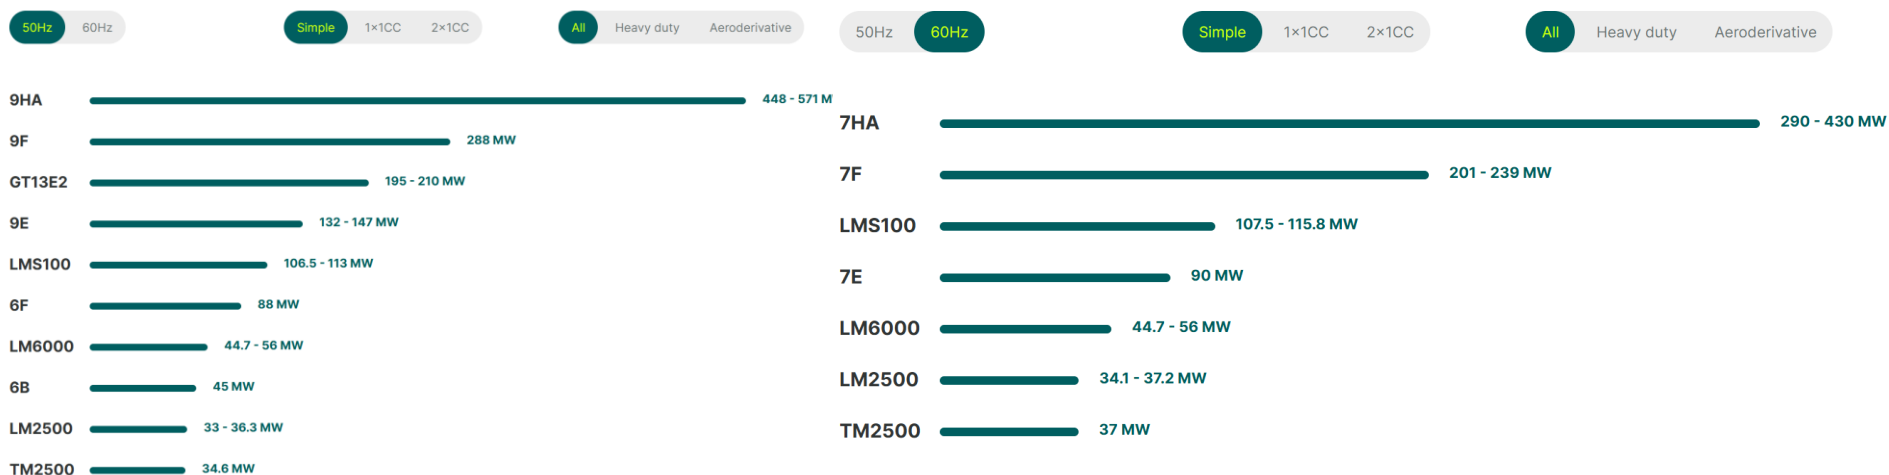 50Hz 60Hz Simple 1×1CC 2×1CC All Heavy duty Aeroderivative
9HA 448 - 571 M
9F 288 MW
GT13E2 195 - 210 MW
9E 132 - 147 MW
LMS100 106.5 - 113 MW
6F 88 MW
LM6000 44.7 - 56 MW
6B 45 MW
LM2500 33 - 36.3 MW
TM2500 34.6 MW
50Hz 60Hz Simple 1×1CC 2×1CC All Heavy duty Aeroderivative
7HA 290 - 430 MW
7F 201 - 239 MW
LMS100 107.5 - 115.8 MW
7E 90 MW
LM6000 44.7 - 56 MW
LM2500 34.1 - 37.2 MW
TM2500 37 MW